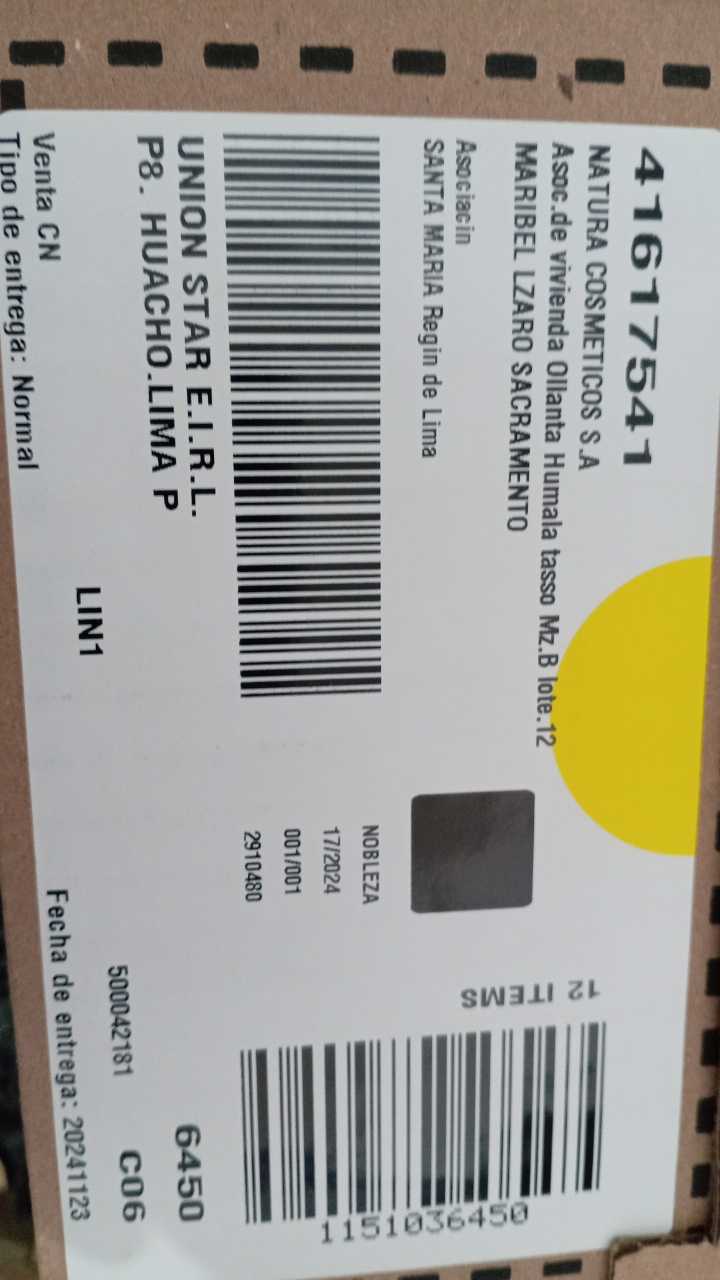 41617541
NATURA COSMETICOS S.A
Asoc.de vivienda Ollanta Humala tasso Mz.B lote.12
MARIBEL LZARO SACRAMENTO
Asociacin
SANTA MARIA Regin de Lima
12 ITEMS
1151036450
NOBLEZA
17/2024
001/001
2910480
UNION STAR E.I.R.L.
P8. HUACHO.LIMA P
6450
500042181
C06
LIN1
Venta CN
Tipo de entrega: Normal
Fecha de entrega: 20241123